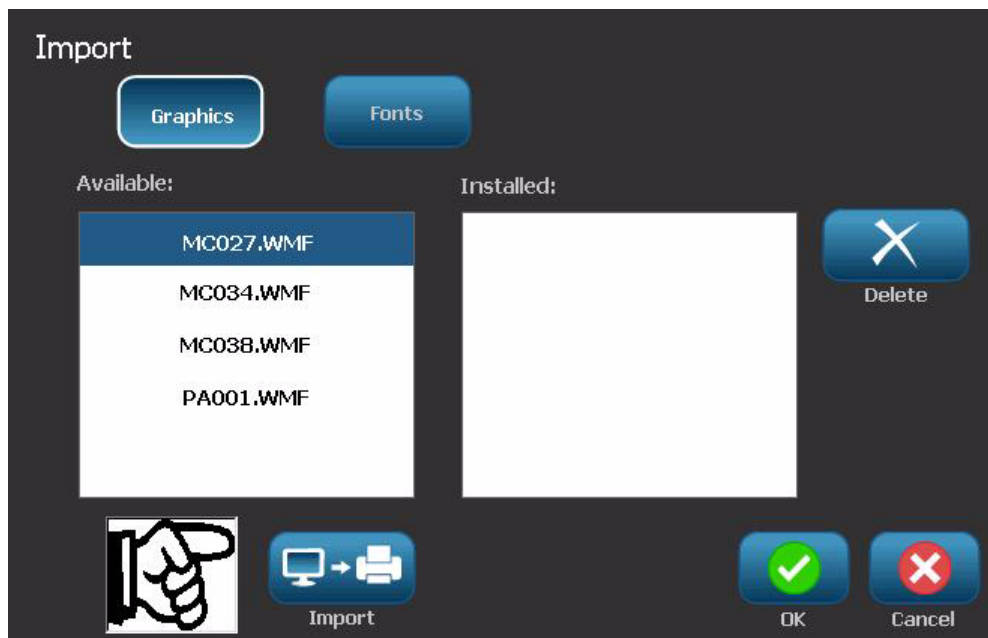 Import
Graphics
Fonts
Available:
Installed:
MC027.WMF
MC034.WMF
MC038.WMF
PA001.WMF
Delete
Import
OK
Cancel